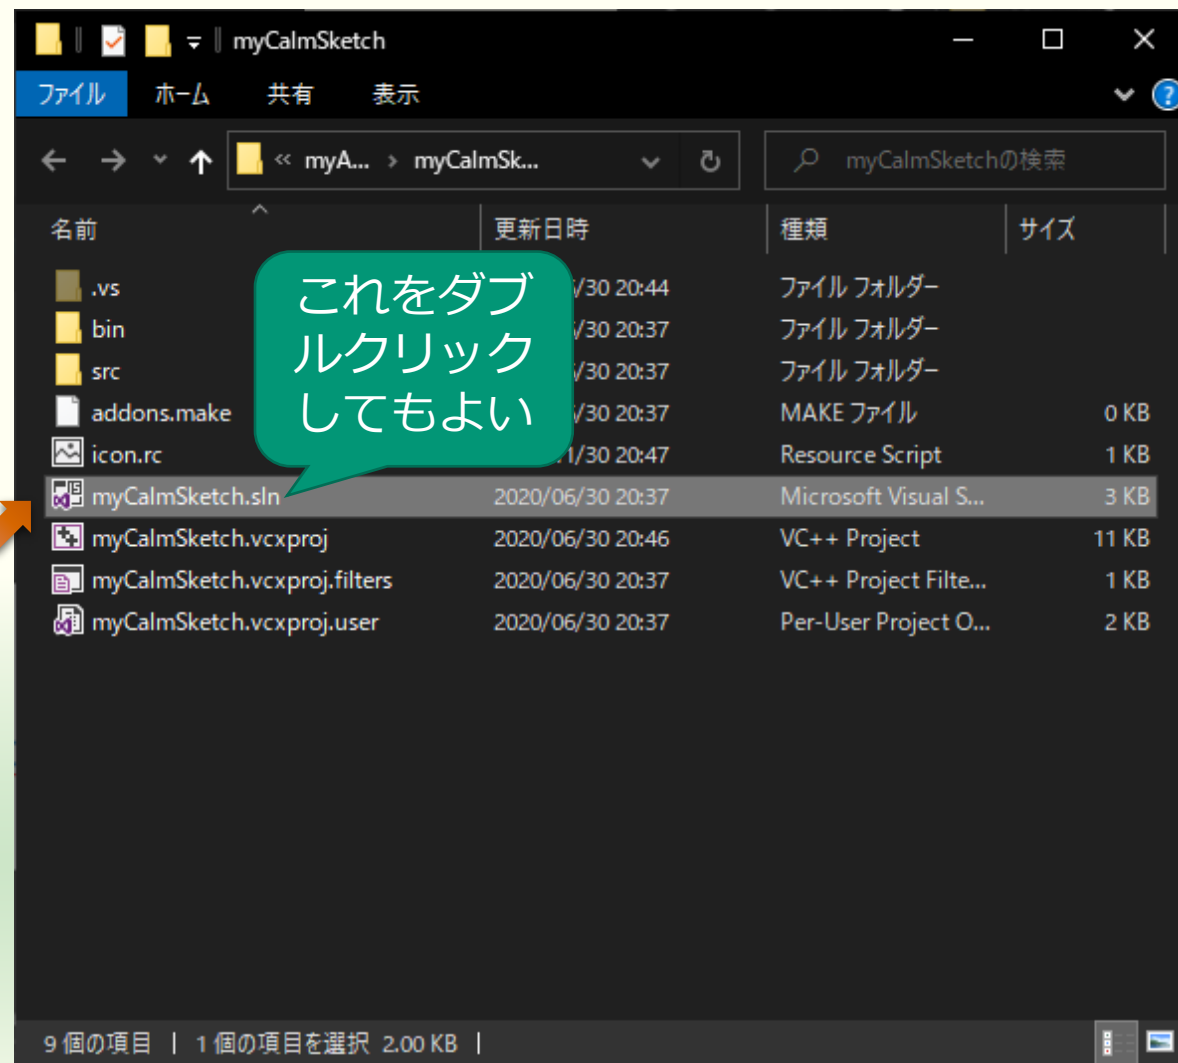 myCalmSketch
ファイル ホーム 共有 表示
« myA... › myCalmSk... myCalmSketchの検索
名前 更新日時 種類 サイズ
これをダブ
ルクリック
してもよい
.vs /30 20:44 ファイル フォルダー
bin /30 20:37 ファイル フォルダー
src /30 20:37 ファイル フォルダー
addons.make /30 20:37 MAKE ファイル 0 KB
icon.rc 1/30 20:47 Resource Script 1 KB
myCalmSketch.sln 2020/06/30 20:37 Microsoft Visual S... 3 KB
myCalmSketch.vcxproj 2020/06/30 20:46 VC++ Project 11 KB
myCalmSketch.vcxproj.filters 2020/06/30 20:37 VC++ Project Filte... 1 KB
myCalmSketch.vcxproj.user 2020/06/30 20:37 Per-User Project O... 2 KB
9 個の項目 | 1 個の項目を選択 2.00 KB |